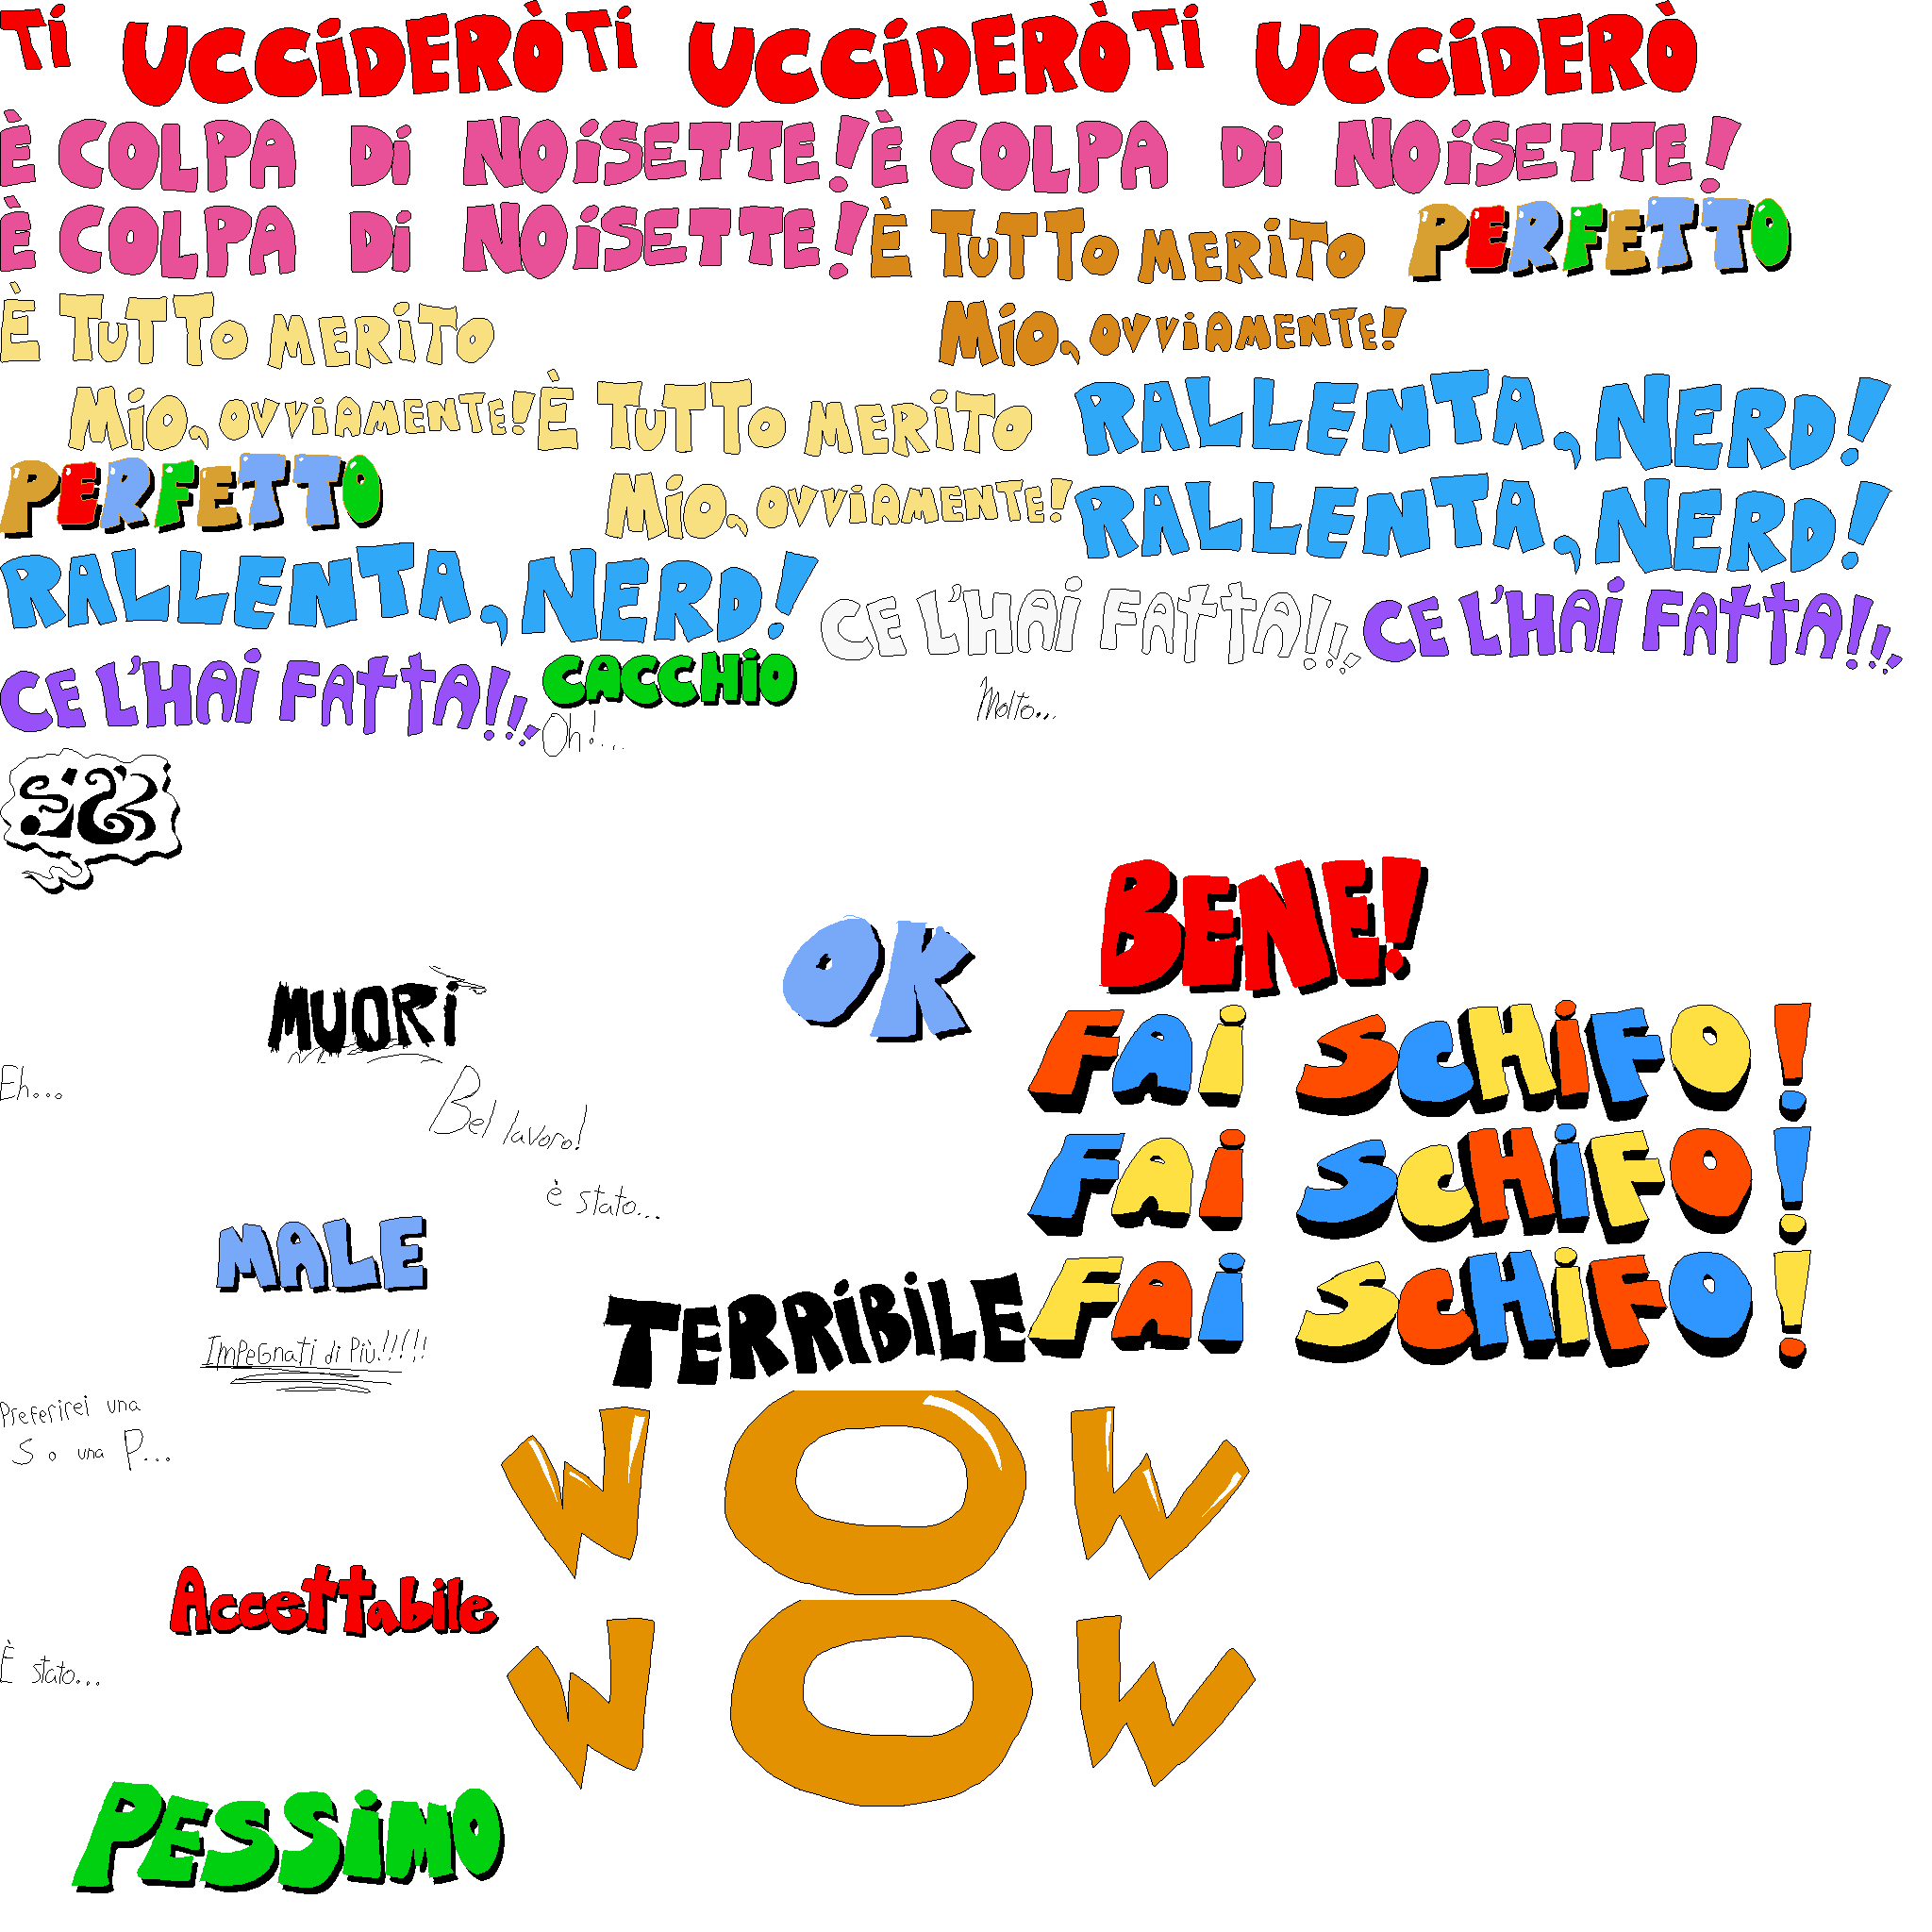 Ti UCCiDERÒ Ti UCCiDERÒ Ti UCCiDERÒ
È COLPA Di NOiSETTE! È COLPA Di NOiSETTE!
È COLPA Di NOiSETTE! È TUTTO MERiTO PERFETTO
È TUTTO MERiTO Mio, OVViAMENTE!
Mio, OVViAMENTE! È TUTTO MERiTO RALLENTA, NERD!
PERFETTO Mio, OVViAMENTE! RALLENTA, NERD!
RALLENTA, NERD! CE L'HAi FATTA!!! CE L'HAi FATTA!!!
CE L'HAi FATTA!!! CACCHiO
Molto...
Oh!...
BENE!
OK
MUORi
FAi SCHiFO!
Eh...
Bel lavoro!
FAi SCHiFO!
è stato...
MALE
FAi SCHiFO!
TERRiBiLE
ImPeGnati di Più!!!!!
Preferirei una
S o una P...
WOW
Accettabile
È stato...
WOW
PESSiMO